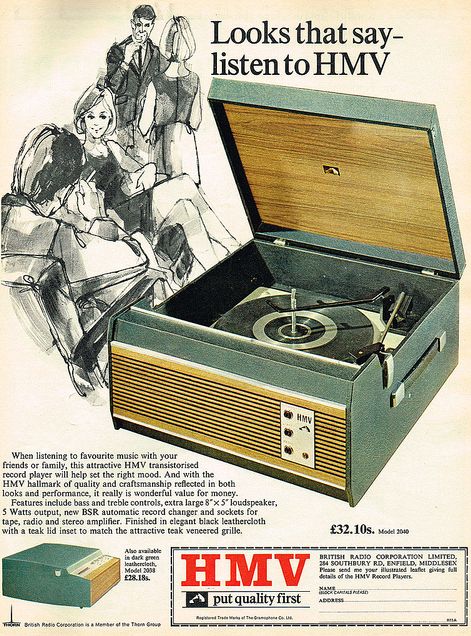 Looks that say–
listen to HMV
HMV
When listening to favourite music with your
friends or family, this attractive HMV transistorised
record player will help set the right mood. And with the
HMV hallmark of quality and craftsmanship reflected in both
looks and performance, it really is wonderful value for money.
Features include bass and treble controls, extra large 8" x 5" loudspeaker,
5 Watts output, new BSR automatic record changer and sockets for
tape, radio and stereo amplifier. Finished in elegant black leathercloth
with a teak lid inset to match the attractive teak veneered grille.
£32.10s. Model 2040
Also available
in dark green
leathercloth,
Model 2038
£28.18s.
THORN British Radio Corporation is a Member of the Thorn Group
HMV
put quality first
Registered Trade Marks of The Gramophone Co. Ltd.
BRITISH RADIO CORPORATION LIMITED,
284 SOUTHBURY RD, ENFIELD, MIDDLESEX
Please send me your illustrated leaflet giving full
details of the HMV Record Players.
NAME
(BLOCK CAPITALS PLEASE)
ADDRESS